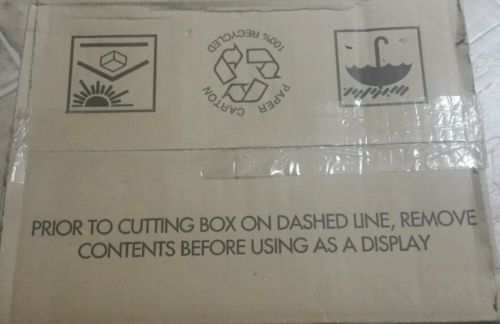 100% RECYCLED
PAPER CARTON
PRIOR TO CUTTING BOX ON DASHED LINE, REMOVE
CONTENTS BEFORE USING AS A DISPLAY